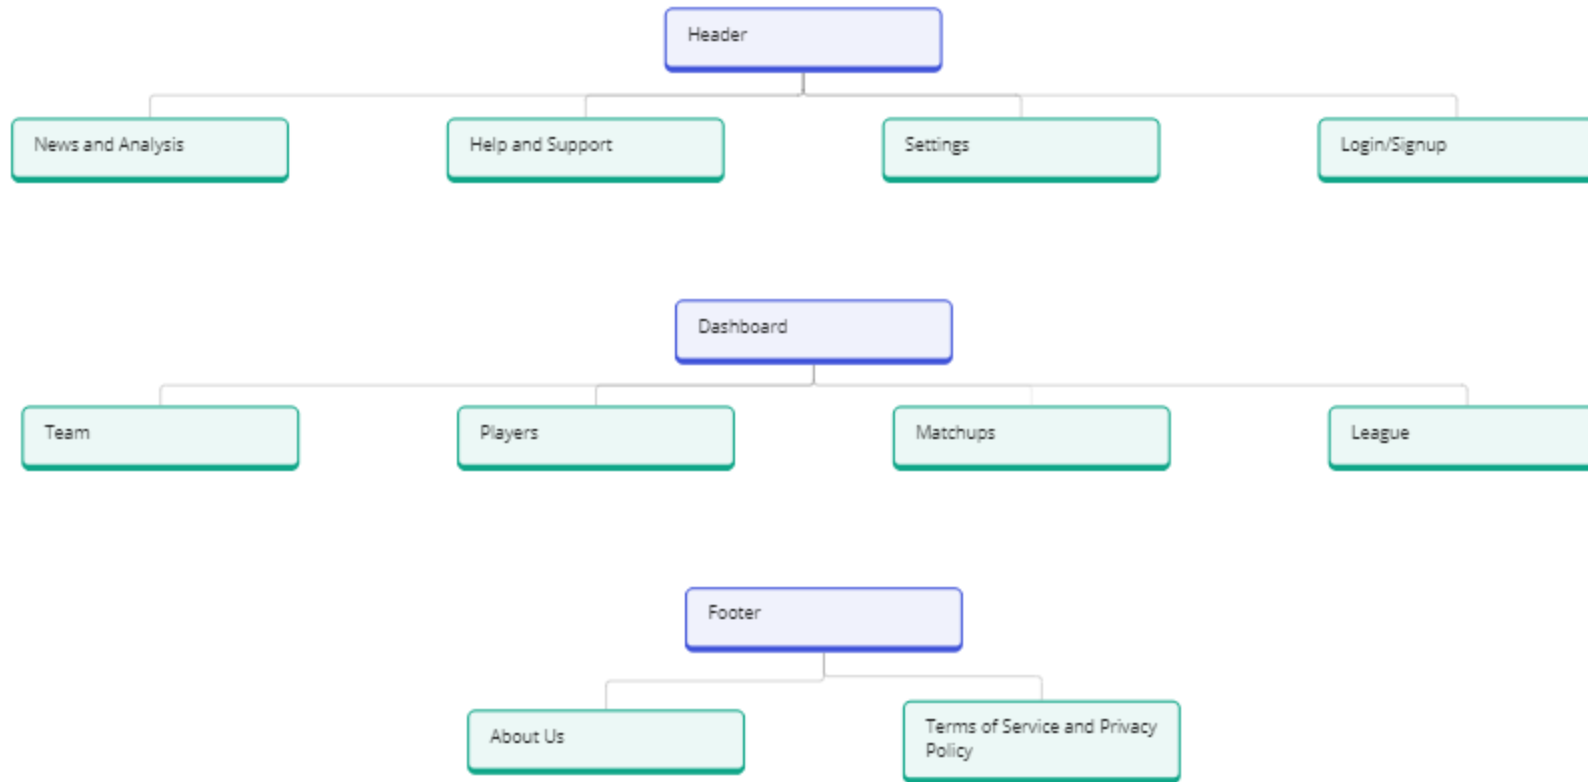 Header
News and Analysis
Help and Support
Settings
Login/Signup
Dashboard
Team
Players
Matchups
League
Footer
About Us
Terms of Service and Privacy
Policy